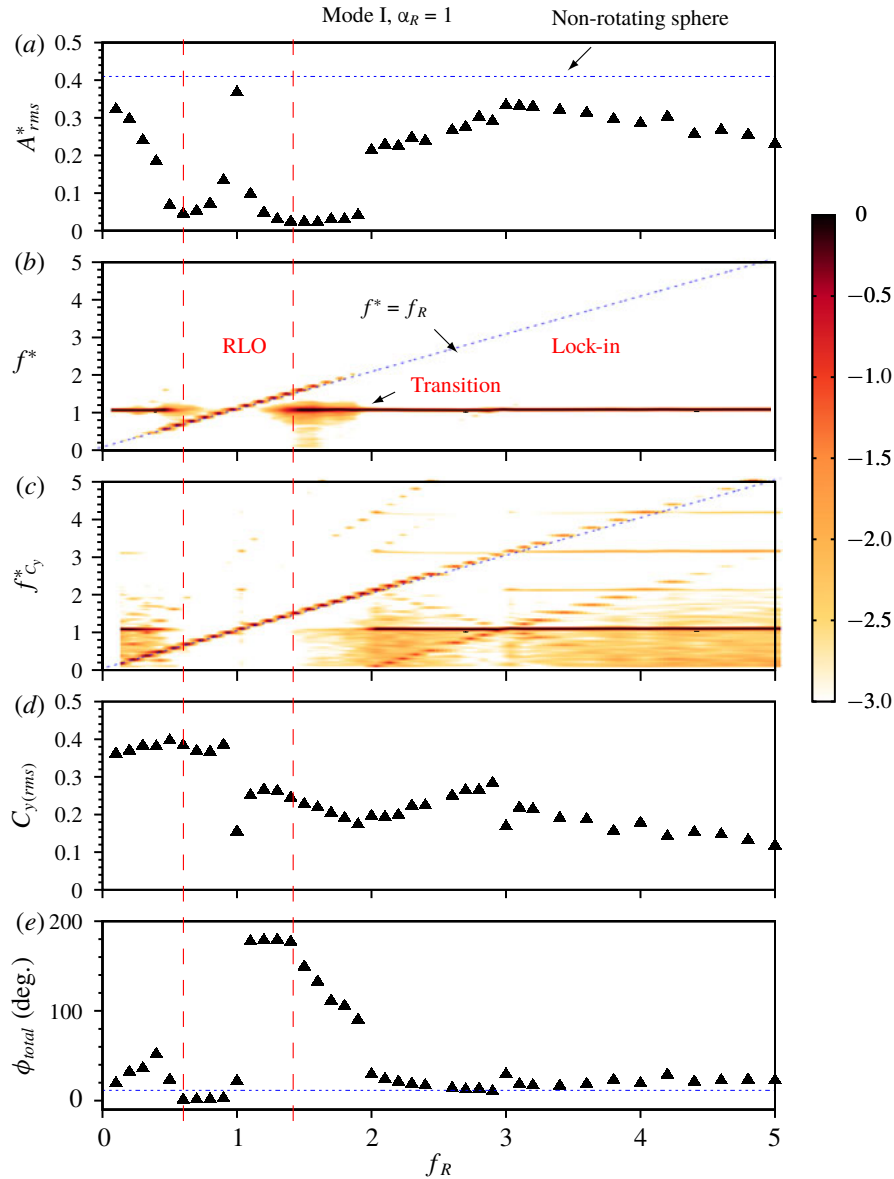 Mode I, α_R = 1
Non-rotating sphere
(a)
0.5
0.4
0.3
0.2
0.1
0
A*_rms
(b)
5
4
3
2
1
0
f*
f* = f_R
RLO
Lock-in
Transition
(c)
5
4
3
2
1
0
f*_C_y
0
−0.5
−1.0
−1.5
−2.0
−2.5
−3.0
(d)
0.5
0.4
0.3
0.2
0.1
0
C_y(rms)
(e)
200
100
0
ϕ_total (deg.)
0 1 2 3 4 5
f_R